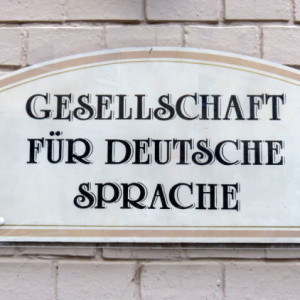 GESELLSCHAFT
FÜR DEUTSCHE
SPRACHE